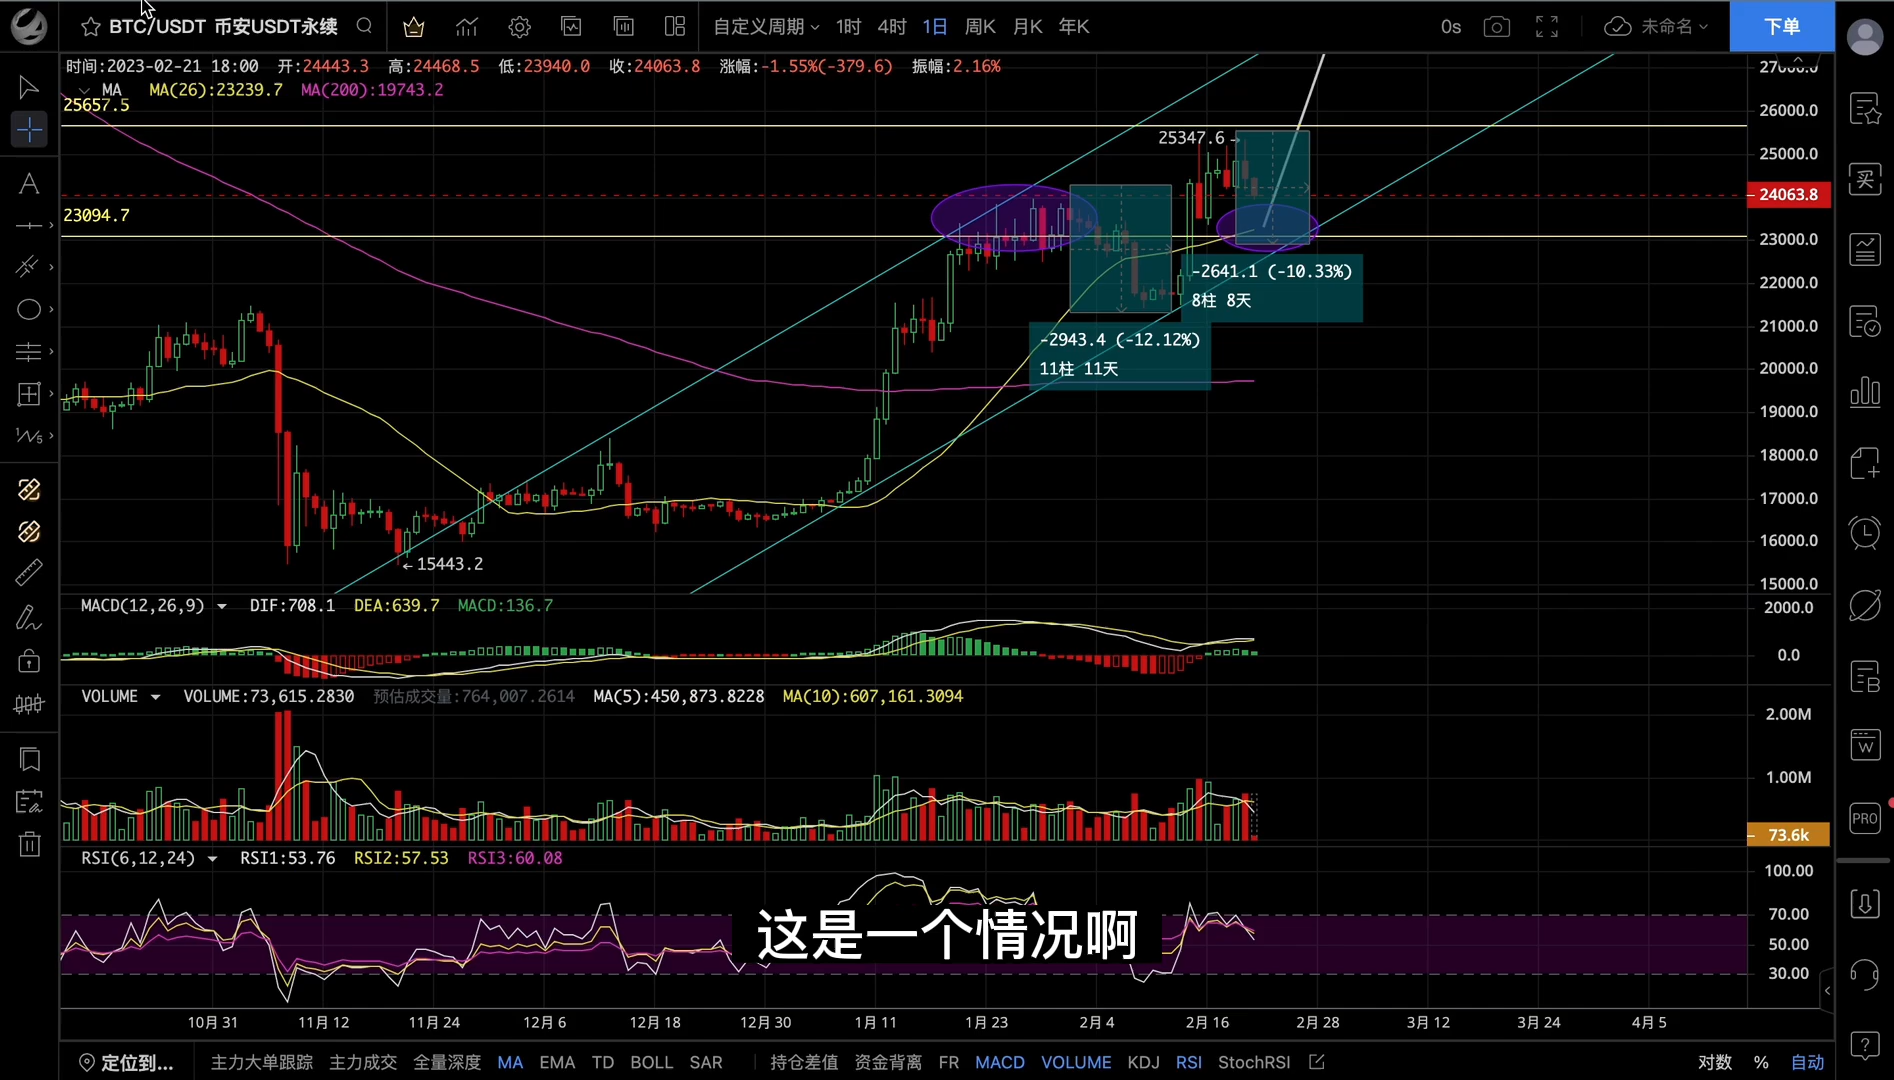 BTC/USDT 币安USDT永续
自定义周期 1时 4时 1日 周K 月K 年K
0s
未命名
下单
时间:2023-02-21 18:00 开:24443.3 高:24468.5 低:23940.0 收:24063.8 涨幅:-1.55%(-379.6) 振幅:2.16%
MA MA(26):23239.7 MA(200):19743.2
25657.5
25347.6
23094.7
-2641.1 (-10.33%)
8柱 8天
-2943.4 (-12.12%)
11柱 11天
15443.2
26000.0
25000.0
24063.8
23000.0
22000.0
21000.0
20000.0
19000.0
18000.0
17000.0
16000.0
15000.0
MACD(12,26,9) DIF:708.1 DEA:639.7 MACD:136.7
2000.0
0.0
VOLUME VOLUME:73,615.2830 预估成交量:764,007.2614 MA(5):450,873.8228 MA(10):607,161.3094
2.00M
1.00M
73.6k
RSI(6,12,24) RSI1:53.76 RSI2:57.53 RSI3:60.08
100.00
70.00
50.00
30.00
这是一个情况啊
10月31 11月12 11月24 12月6 12月18 12月30 1月11 1月23 2月4 2月16 2月28 3月12 3月24 4月5
定位到... 主力大单跟踪 主力成交 全量深度 MA EMA TD BOLL SAR 持仓差值 资金背离 FR MACD VOLUME KDJ RSI StochRSI
对数 % 自动
买
B
W
PRO